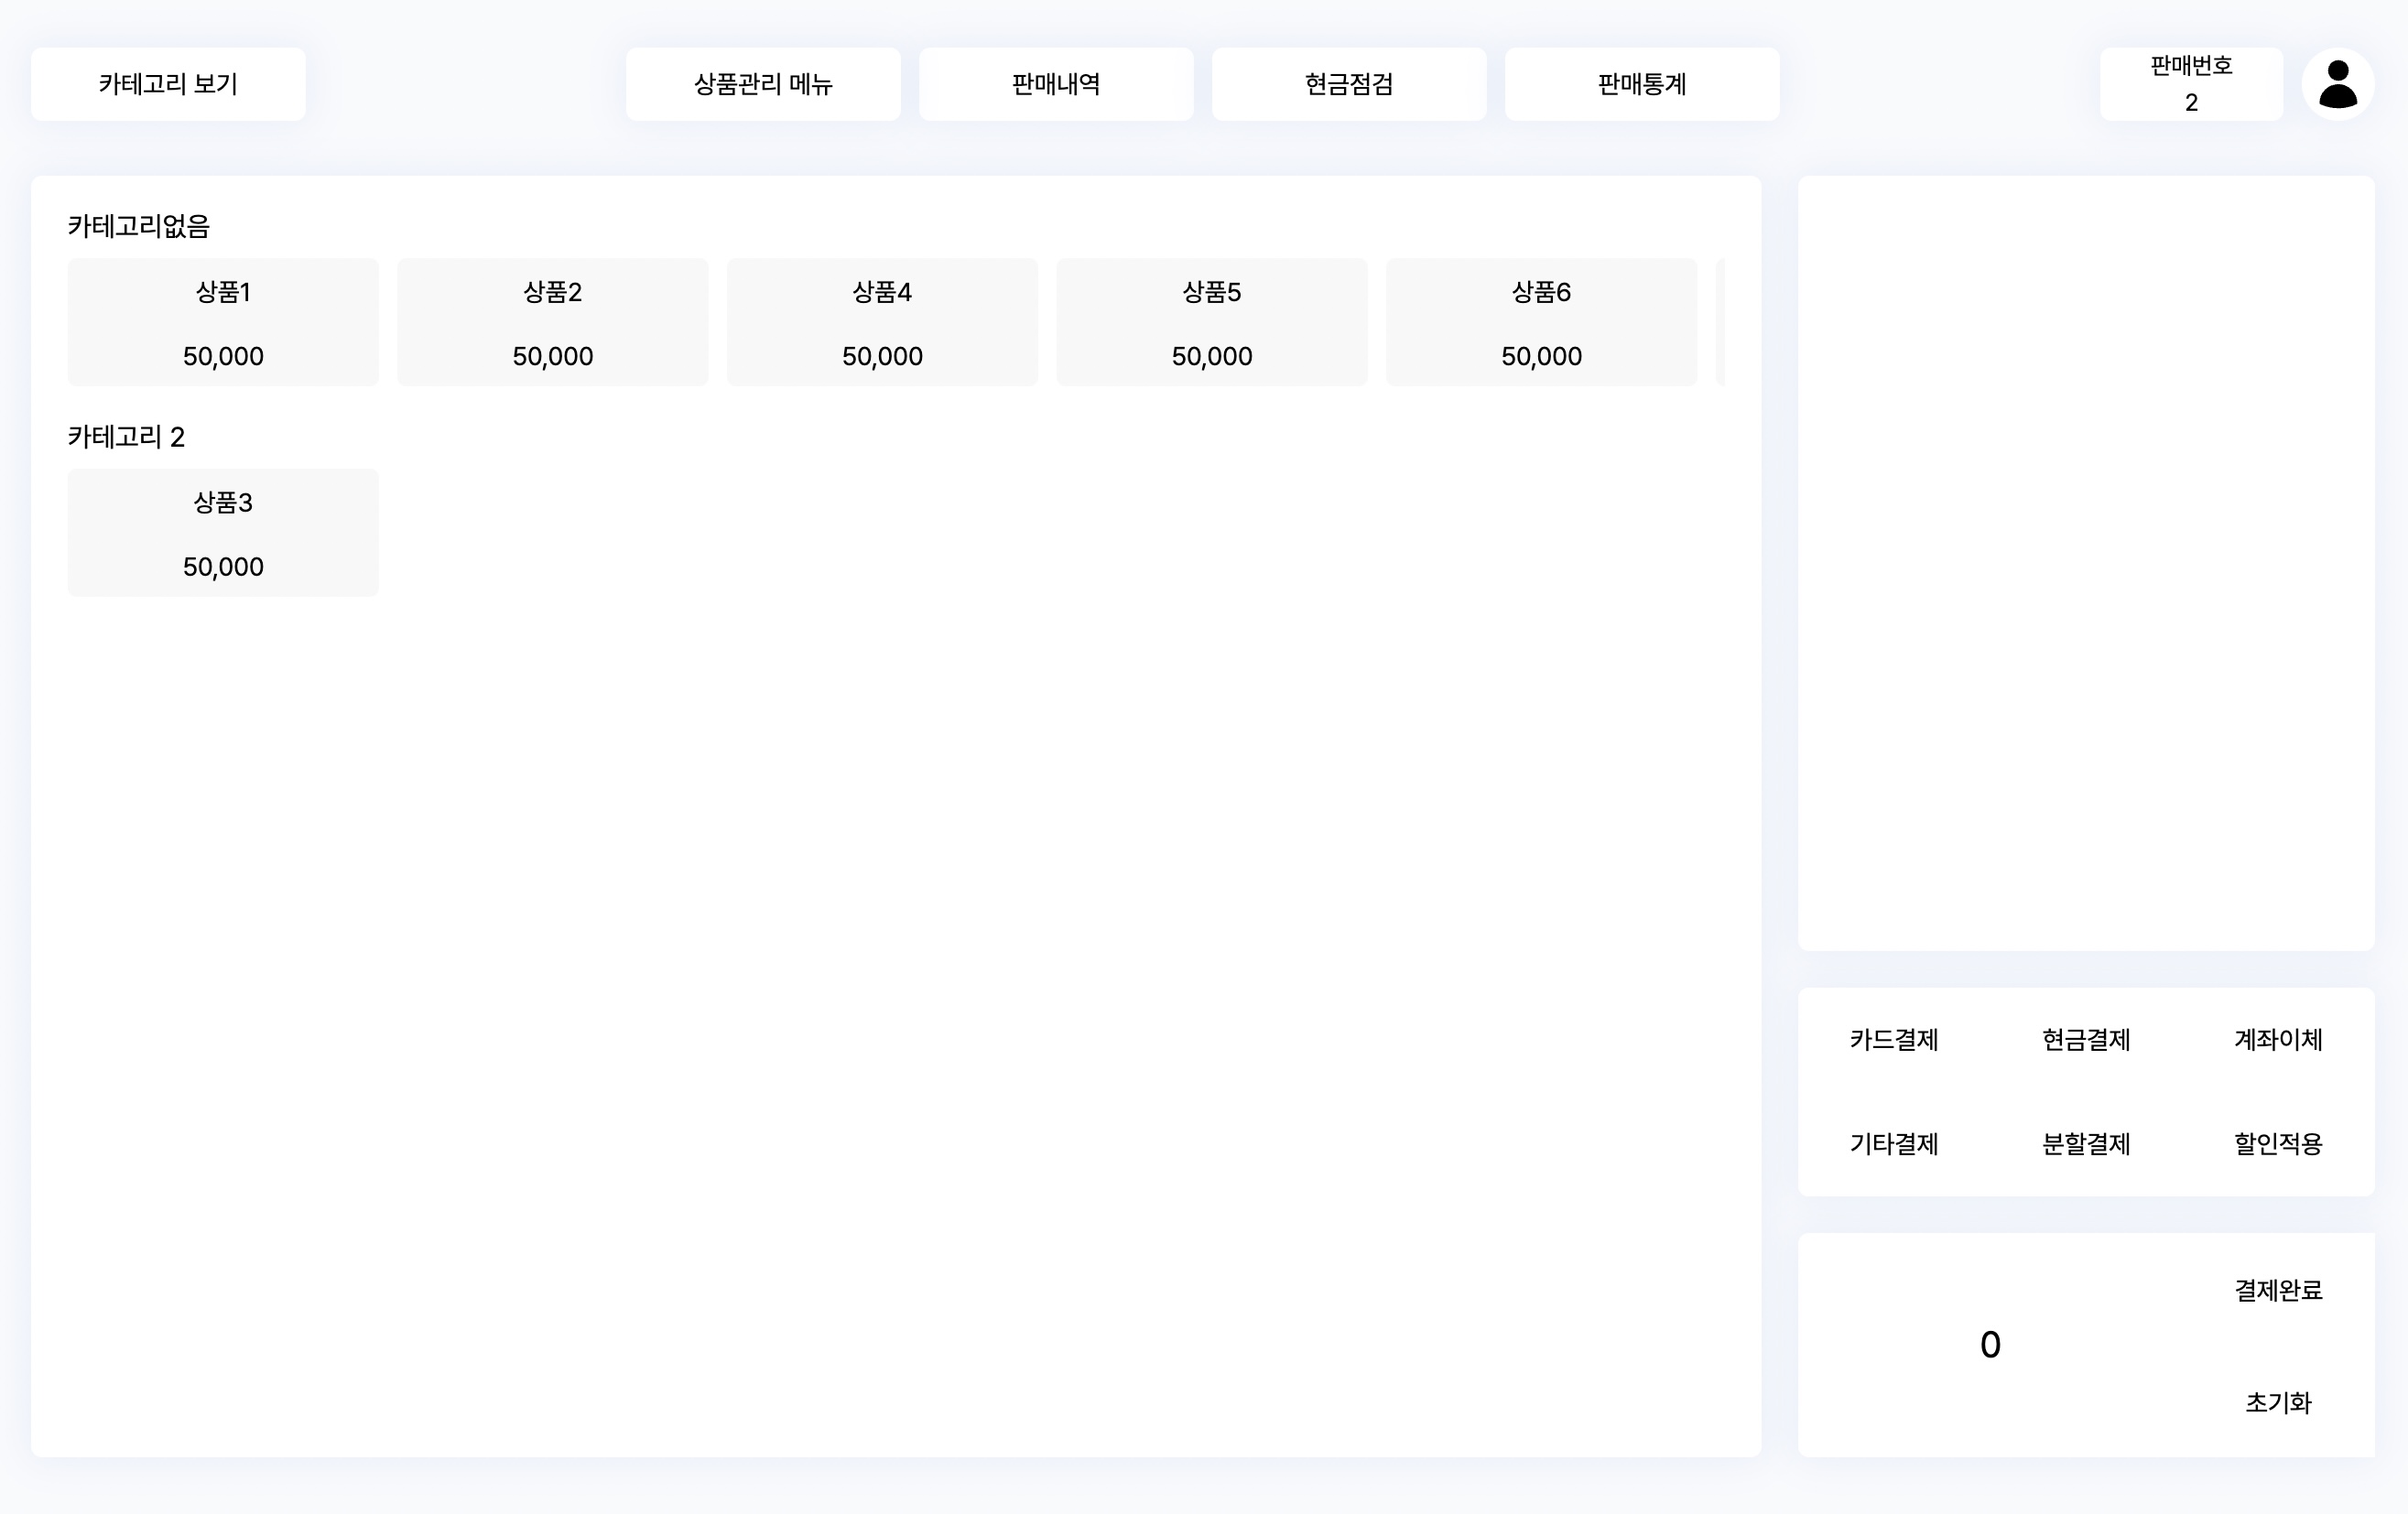 카테고리 보기
상품관리 메뉴
판매내역
현금점검
판매통계
판매번호
2
카테고리없음
상품1
50,000
상품2
50,000
상품4
50,000
상품5
50,000
상품6
50,000
카테고리 2
상품3
50,000
카드결제
현금결제
계좌이체
기타결제
분할결제
할인적용
0
결제완료
초기화